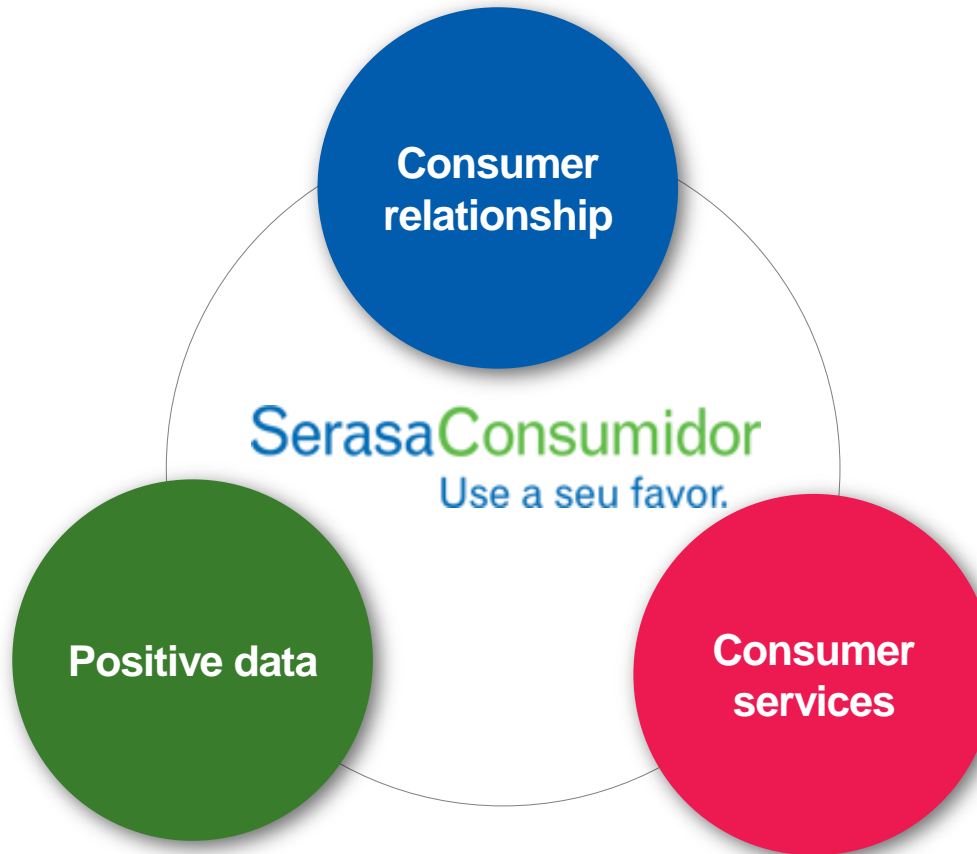 Consumer
relationship
SerasaConsumidor
Use a seu favor.
Positive data
Consumer
services